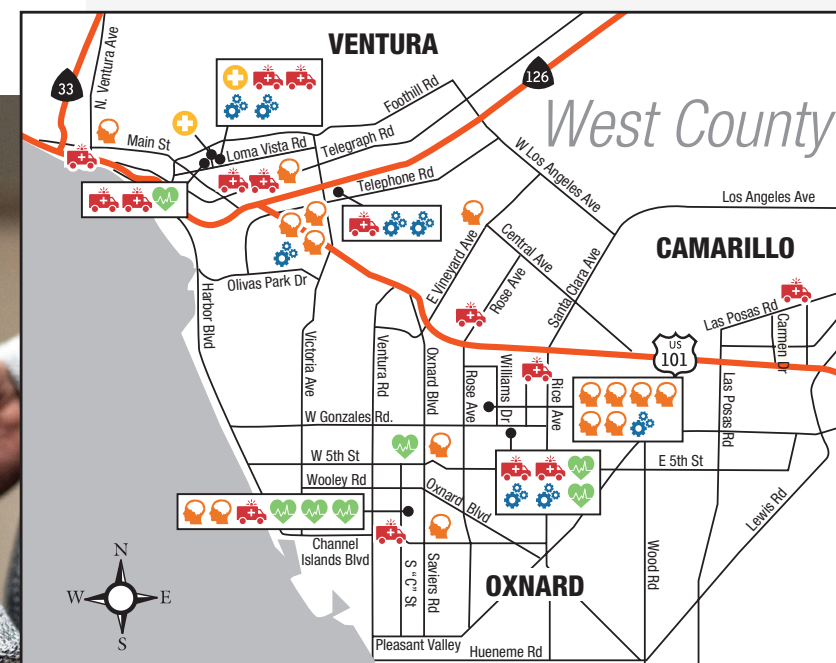 VENTURA
33
N. Ventura Ave
126
West County
Foothill Rd
Main St
Loma Vista Rd
Telegraph Rd
Telephone Rd
W Los Angeles Ave
Los Angeles Ave
CAMARILLO
E Vineyard Ave
Central Ave
Rose Ave
Santa Clara Ave
Olivas Park Dr
Harbor Blvd
Victoria Ave
Ventura Rd
Oxnard Blvd
Rose Ave
Williams Dr
Rice Ave
US
101
Las Posas Rd
Carmen Dr
Las Posas Rd
W Gonzales Rd.
W 5th St
E 5th St
Wooley Rd
Oxnard Blvd
Lewis Rd
Channel
Islands Blvd
S "C" St
Saviers Rd
Wood Rd
OXNARD
N
W
E
S
Pleasant Valley
Hueneme Rd